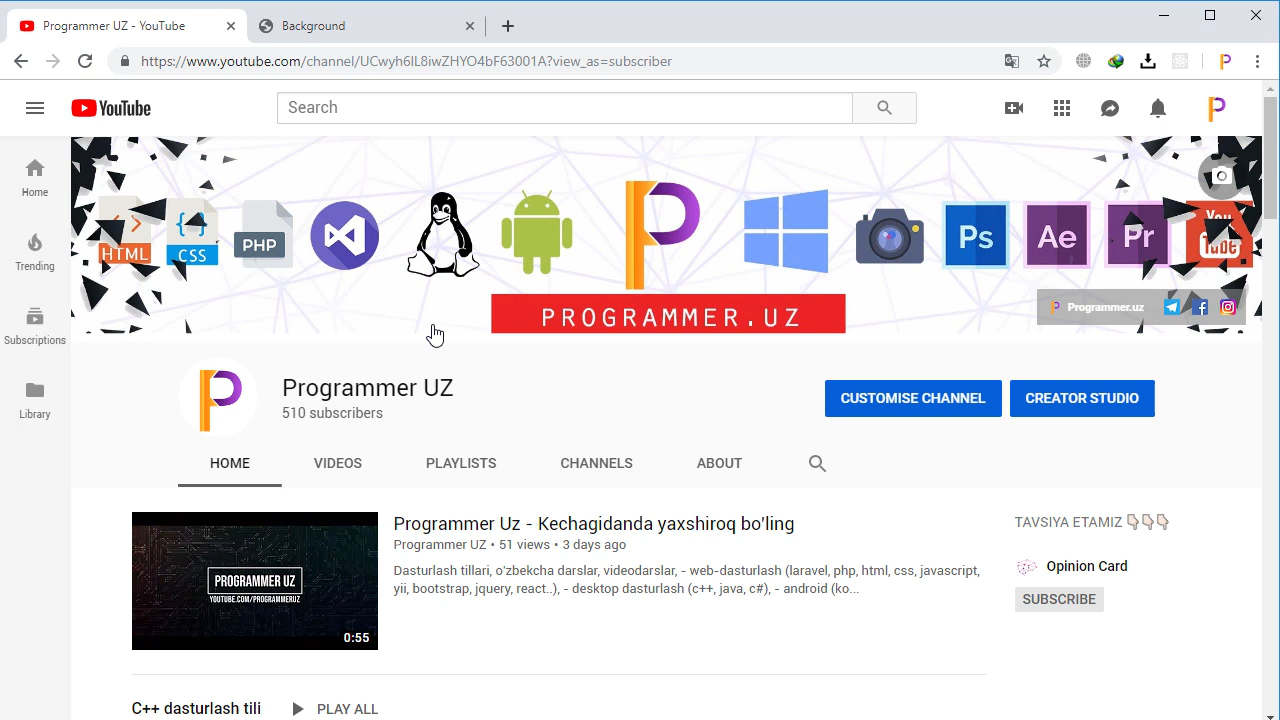 Programmer UZ - YouTube
Background
https://www.youtube.com/channel/UCfyh6IL8iwZHYO4bF63OO1A?view_as=subscriber
YouTube
Search
Home
Trending
Subscriptions
Library
< > HTML
{ } CSS
PHP
Ps
Ae
Pr
You Tube
PROGRAMMER.UZ
Programmer.uz
Programmer UZ
510 subscribers
CUSTOMISE CHANNEL
CREATOR STUDIO
HOME
VIDEOS
PLAYLISTS
CHANNELS
ABOUT
PROGRAMMER UZ
YOUTUBE.COM/PROGRAMMERUZ
0:55
Programmer Uz - Kechagidanda yaxshiroq bo'ling
Programmer UZ • 51 views • 3 days ago
Dasturlash tillari, o'zbekcha darslar, videodarslar, - web-dasturlash (laravel, php, html, css, javascript,
yii, bootstrap, jquery, react..), - desktop dasturlash (c++, java, c#), - android (ko...
TAVSIYA ETAMIZ 👇🏻👇🏻👇🏻
Opinion Card
SUBSCRIBE
C++ dasturlash tili
PLAY ALL